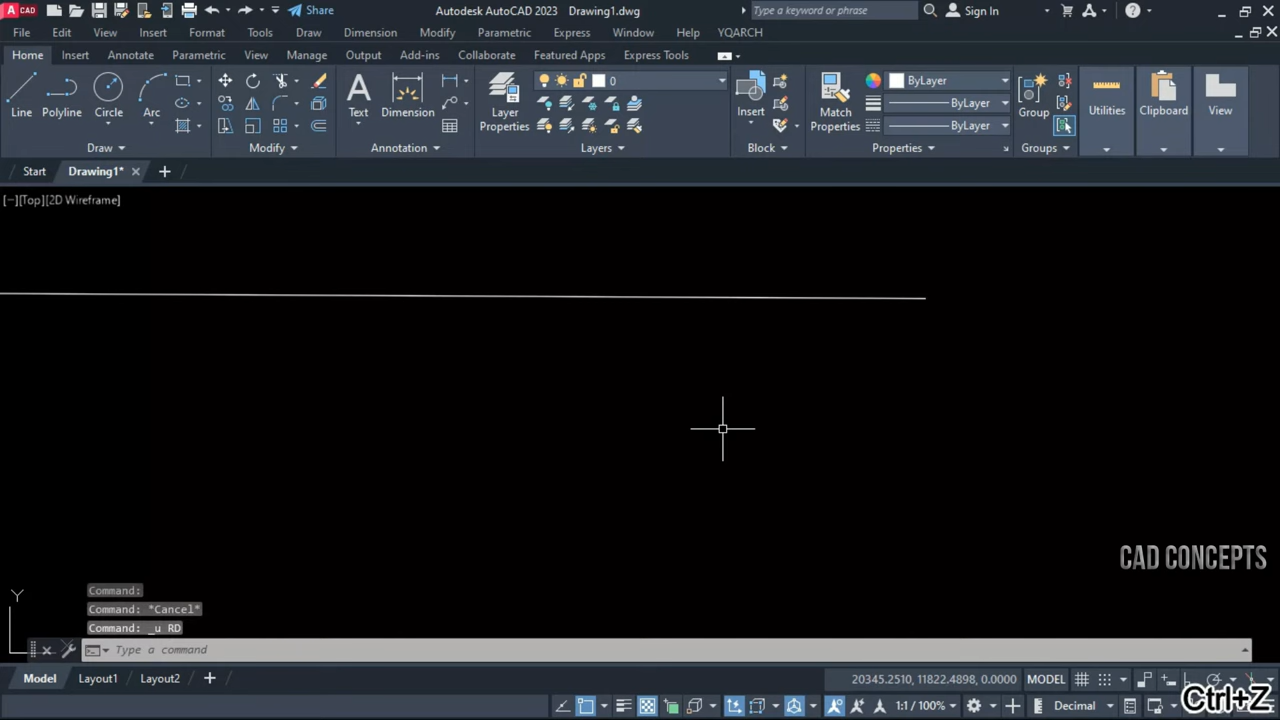 CAD Share Autodesk AutoCAD 2023 Drawing1.dwg Type a keyword or phrase Sign In
File Edit View Insert Format Tools Draw Dimension Modify Parametric Express Window Help YQARCH
Home Insert Annotate Parametric View Manage Output Add-ins Collaborate Featured Apps Express Tools
0 ByLayer
ByLayer
ByLayer
Line Polyline Circle Arc Text Dimension Layer Properties Insert Match Properties Group Utilities Clipboard View
Draw Modify Annotation Layers Block Properties Groups
Start Drawing1*
[−][Top][2D Wireframe]
CAD CONCEPTS
Y
Command:
Command: *Cancel*
Command: _u RD
Type a command
Model Layout1 Layout2 20345.2510, 11822.4898, 0.0000 MODEL
Ctrl+Z
1:1 / 100% Decimal